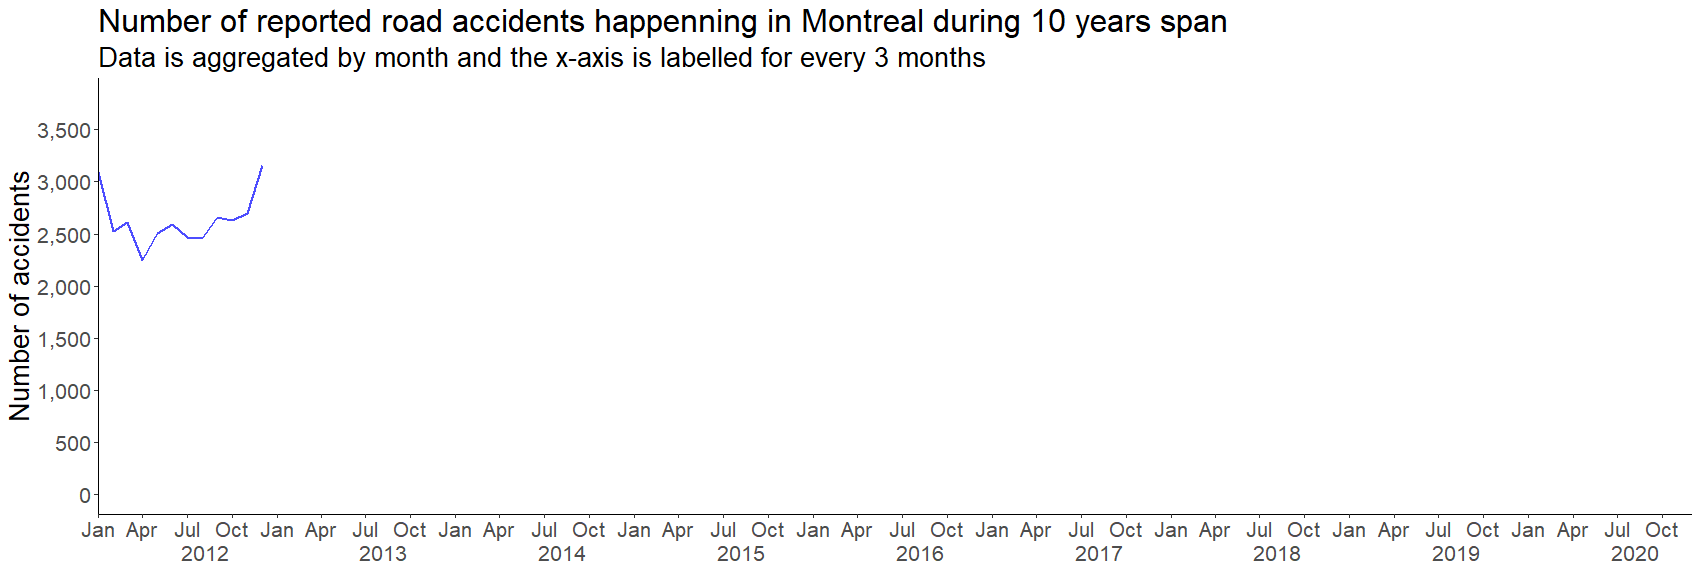 Number of reported road accidents happenning in Montreal during 10 years span
Data is aggregated by month and the x-axis is labelled for every 3 months
Number of accidents
3,500
3,000
2,500
2,000
1,500
1,000
500
0
Jan Apr Jul Oct Jan Apr Jul Oct Jan Apr Jul Oct Jan Apr Jul Oct Jan Apr Jul Oct Jan Apr Jul Oct Jan Apr Jul Oct Jan Apr Jul Oct Jan Apr Jul Oct
2012 2013 2014 2015 2016 2017 2018 2019 2020